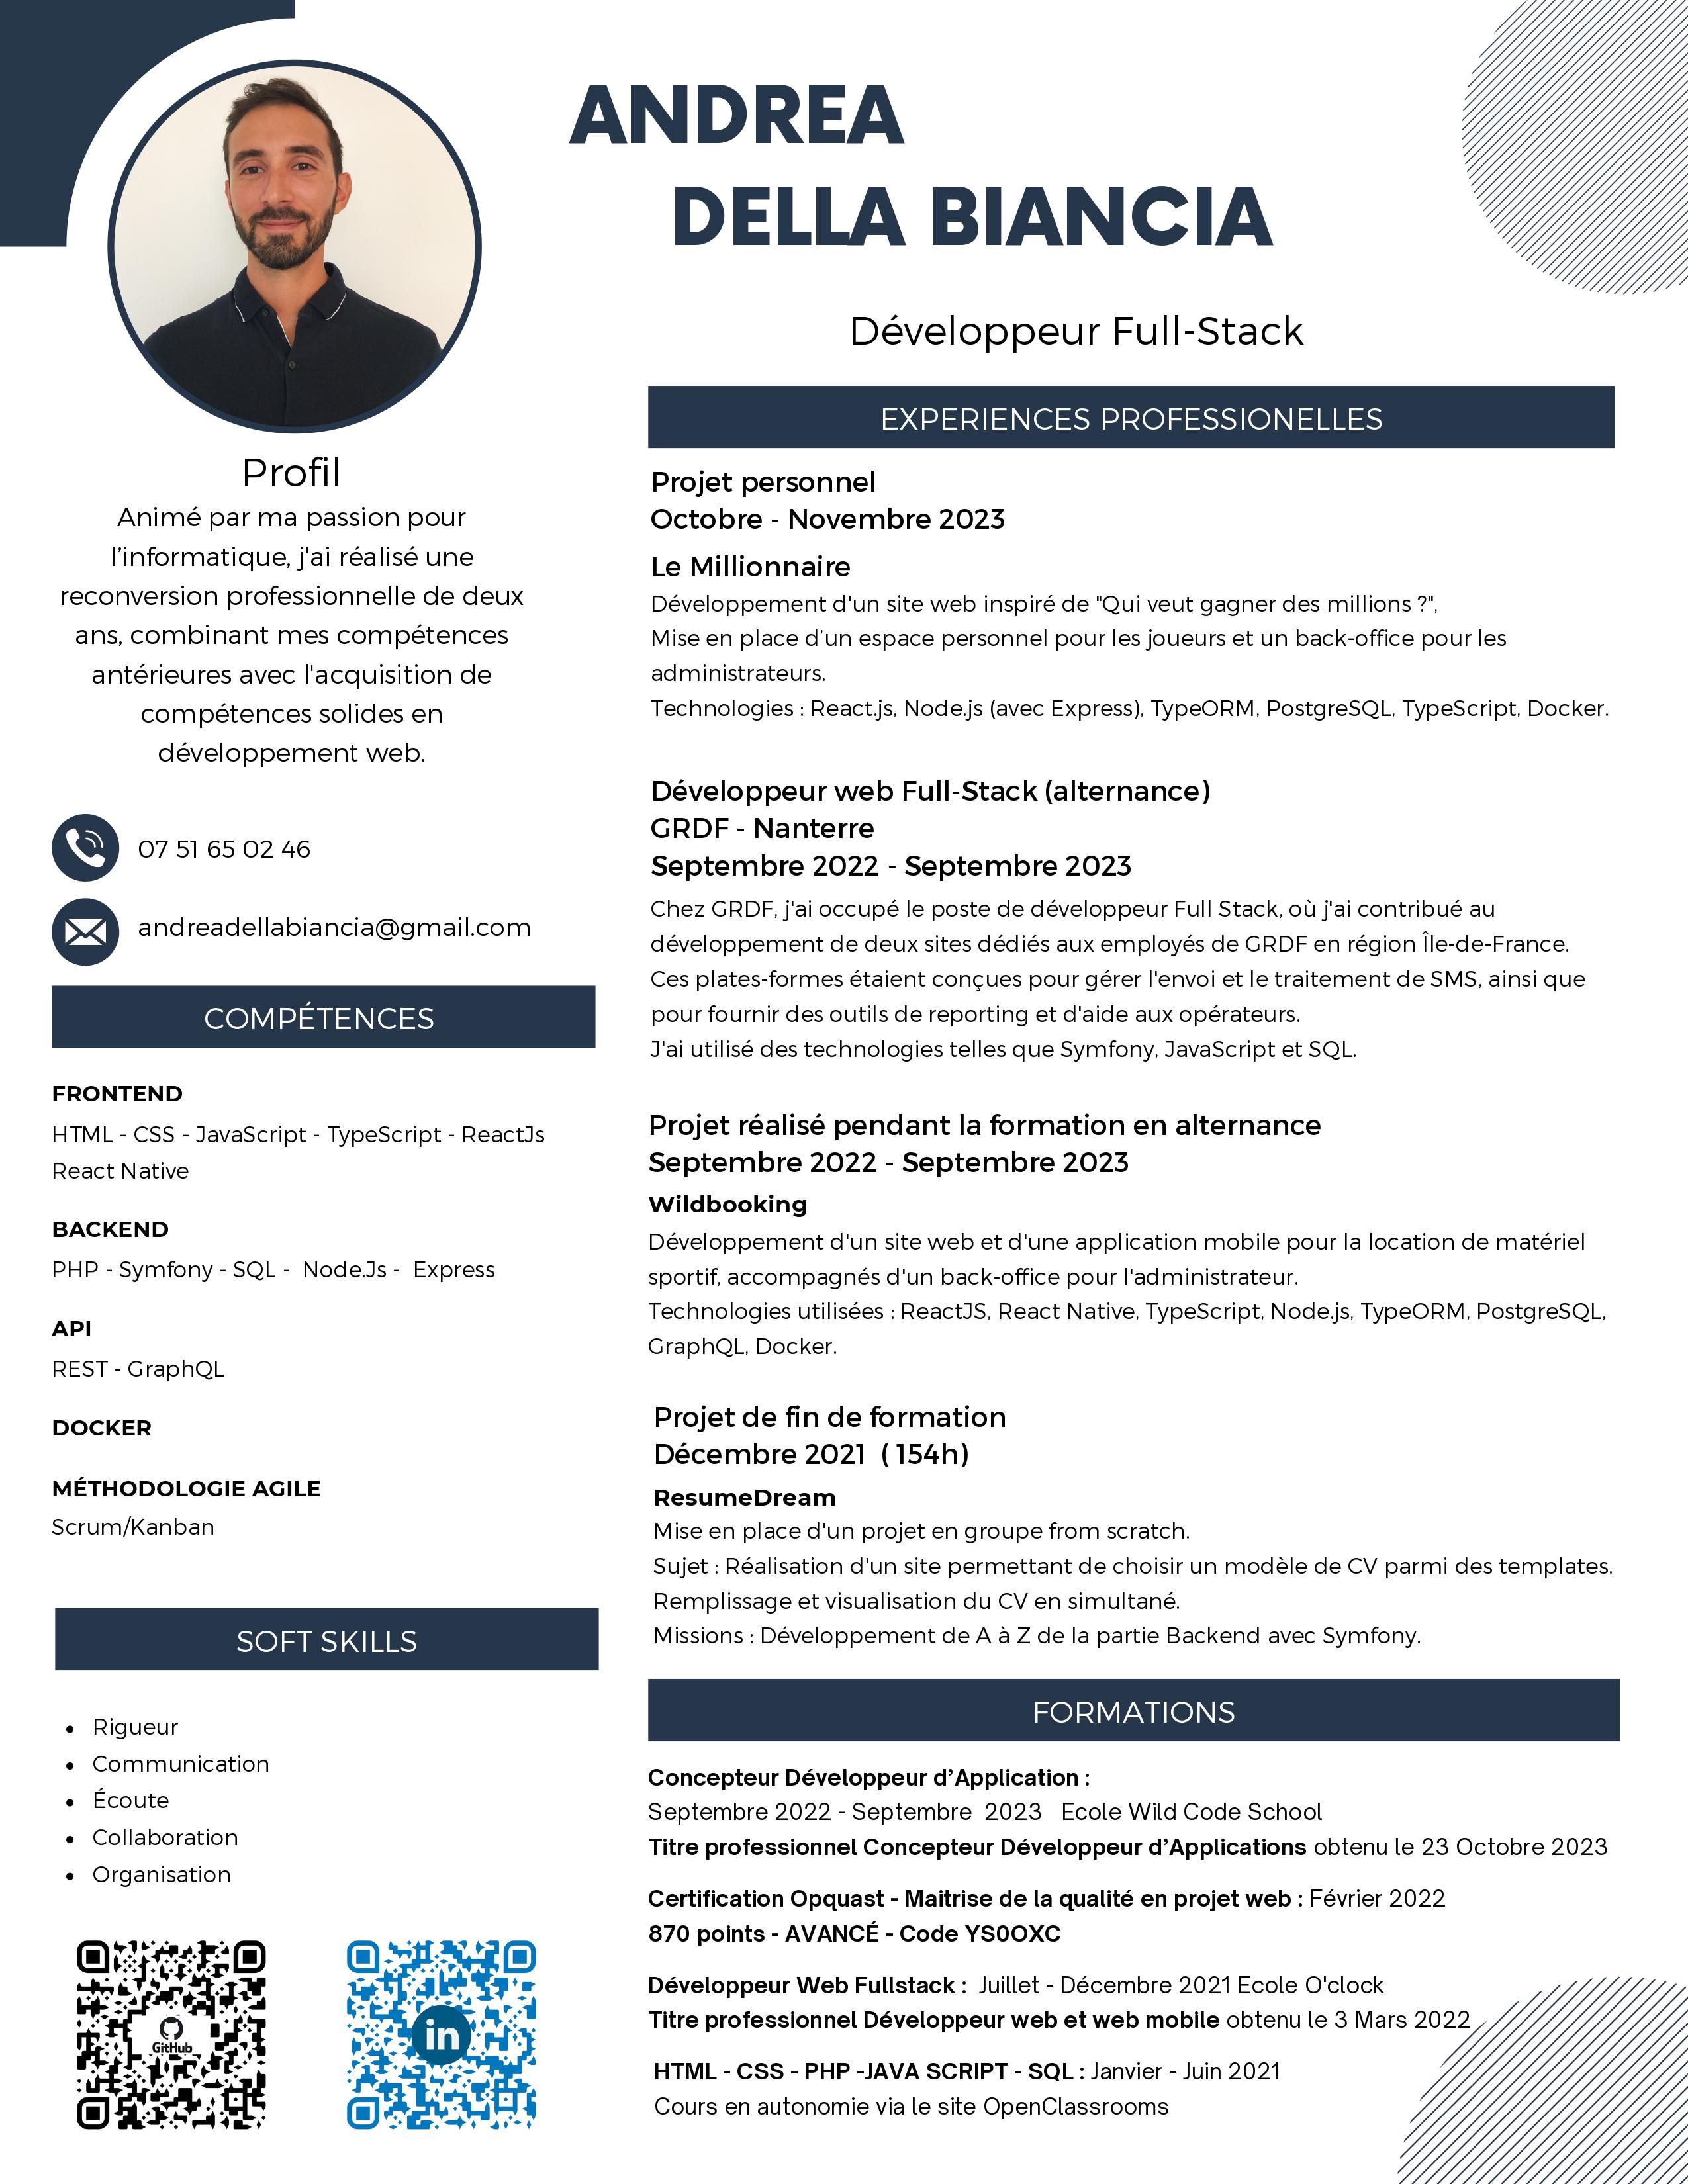 ANDREA
DELLA BIANCIA
Développeur Full-Stack
Profil
Animé par ma passion pour
l’informatique, j'ai réalisé une
reconversion professionnelle de deux
ans, combinant mes compétences
antérieures avec l'acquisition de
compétences solides en
développement web.
07 51 65 02 46
andreadellabiancia@gmail.com
COMPÉTENCES
FRONTEND
HTML - CSS - JavaScript - TypeScript - ReactJs
React Native
BACKEND
PHP - Symfony - SQL - Node.Js - Express
API
REST - GraphQL
DOCKER
MÉTHODOLOGIE AGILE
Scrum/Kanban
SOFT SKILLS
• Rigueur
• Communication
• Écoute
• Collaboration
• Organisation
GitHub
in
EXPERIENCES PROFESSIONELLES
Projet personnel
Octobre - Novembre 2023
Le Millionnaire
Développement d'un site web inspiré de "Qui veut gagner des millions ?",
Mise en place d’un espace personnel pour les joueurs et un back-office pour les
administrateurs.
Technologies : React.js, Node.js (avec Express), TypeORM, PostgreSQL, TypeScript, Docker.
Développeur web Full-Stack (alternance)
GRDF - Nanterre
Septembre 2022 - Septembre 2023
Chez GRDF, j'ai occupé le poste de développeur Full Stack, où j'ai contribué au
développement de deux sites dédiés aux employés de GRDF en région Île-de-France.
Ces plates-formes étaient conçues pour gérer l'envoi et le traitement de SMS, ainsi que
pour fournir des outils de reporting et d'aide aux opérateurs.
J'ai utilisé des technologies telles que Symfony, JavaScript et SQL.
Projet réalisé pendant la formation en alternance
Septembre 2022 - Septembre 2023
Wildbooking
Développement d'un site web et d'une application mobile pour la location de matériel
sportif, accompagnés d'un back-office pour l'administrateur.
Technologies utilisées : ReactJS, React Native, TypeScript, Node.js, TypeORM, PostgreSQL,
GraphQL, Docker.
Projet de fin de formation
Décembre 2021 ( 154h)
ResumeDream
Mise en place d'un projet en groupe from scratch.
Sujet : Réalisation d'un site permettant de choisir un modèle de CV parmi des templates.
Remplissage et visualisation du CV en simultané.
Missions : Développement de A à Z de la partie Backend avec Symfony.
FORMATIONS
Concepteur Développeur d’Application :
Septembre 2022 - Septembre 2023 Ecole Wild Code School
Titre professionnel Concepteur Développeur d’Applications obtenu le 23 Octobre 2023
Certification Opquast - Maitrise de la qualité en projet web : Février 2022
870 points - AVANCÉ - Code YS0OXC
Développeur Web Fullstack : Juillet - Décembre 2021 Ecole O'clock
Titre professionnel Développeur web et web mobile obtenu le 3 Mars 2022
HTML - CSS - PHP -JAVA SCRIPT - SQL : Janvier - Juin 2021
Cours en autonomie via le site OpenClassrooms